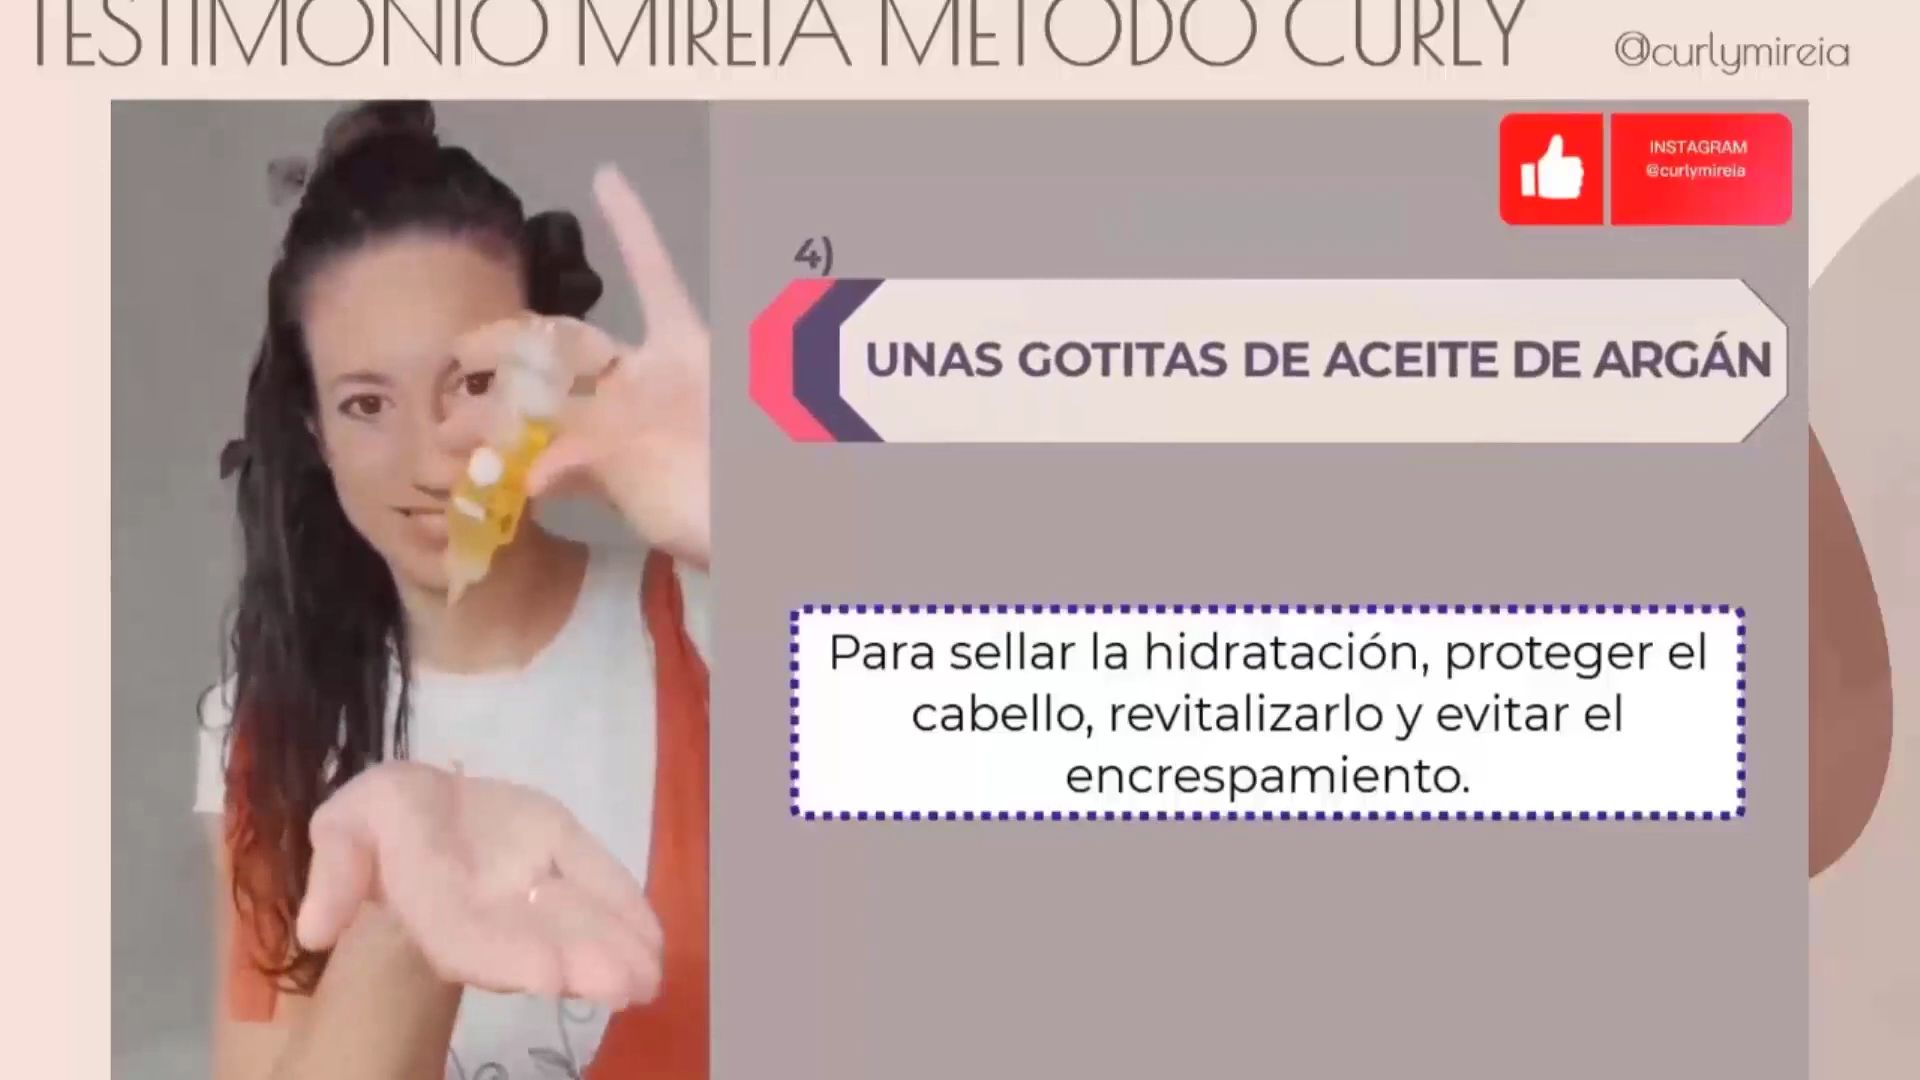 TESTIMONIO MIREIA METODO CURLY
@curlymireia
INSTAGRAM
@curlymireia
4)
UNAS GOTITAS DE ACEITE DE ARGÁN
Para sellar la hidratación, proteger el
cabello, revitalizarlo y evitar el
encrespamiento.